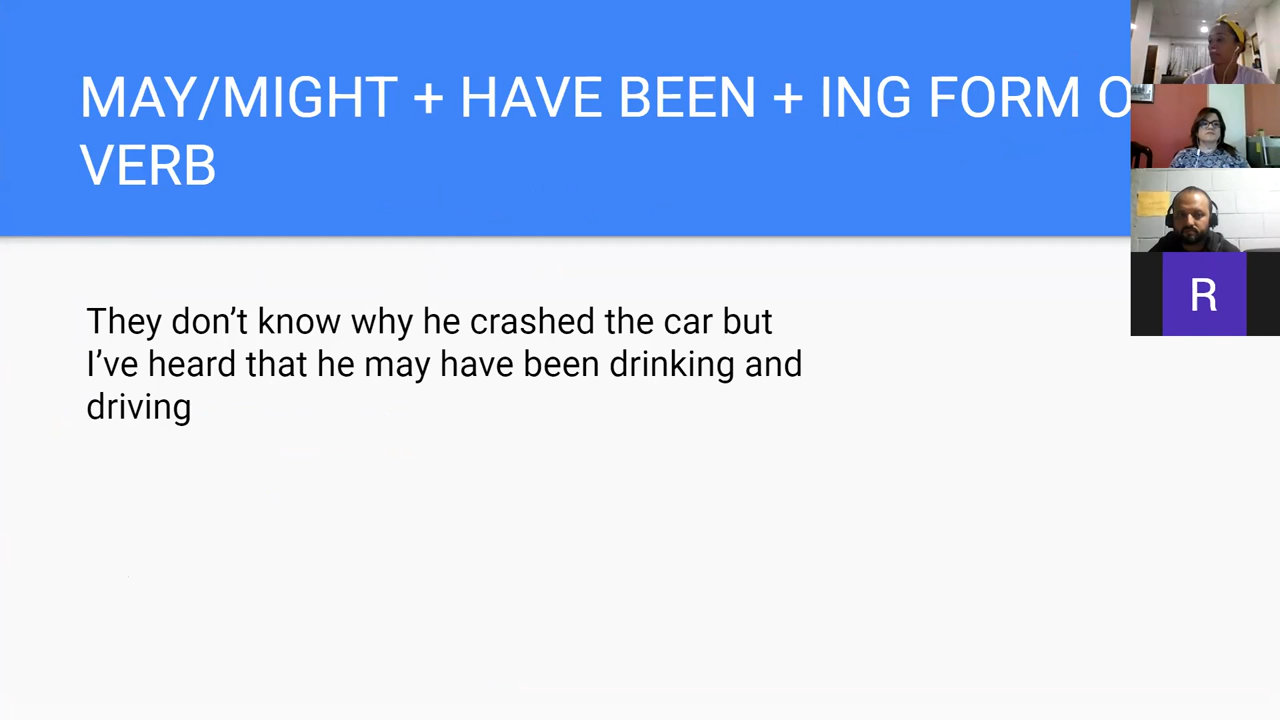 MAY/MIGHT + HAVE BEEN + ING FORM O
VERB
They don’t know why he crashed the car but
I’ve heard that he may have been drinking and
driving
R